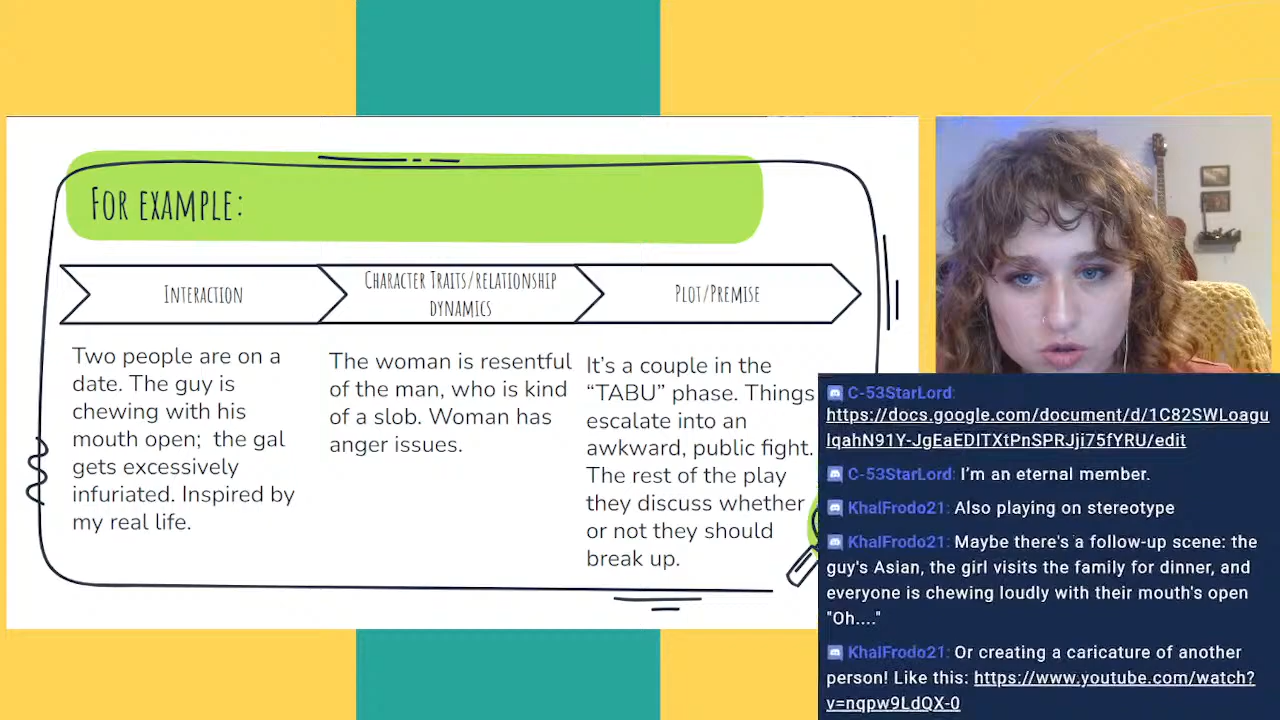 For example:
Interaction
Character Traits/relationship
dynamics
Plot/Premise
Two people are on a
date. The guy is
chewing with his
mouth open;  the gal
gets excessively
infuriated. Inspired by
my real life.
The woman is resentful
of the man, who is kind
of a slob. Woman has
anger issues.
It’s a couple in the
“TABU” phase. Things
escalate into an
awkward, public fight.
The rest of the play
they discuss whether
or not they should
break up.
C-53StarLord:
https://docs.google.com/document/d/1C82SWLoagu
IqahN91Y-JgEaEDITXtPnSPRJji75fYRU/edit
C-53StarLord: I’m an eternal member.
KhalFrodo21: Also playing on stereotype
KhalFrodo21: Maybe there's a follow-up scene: the
guy's Asian, the girl visits the family for dinner, and
everyone is chewing loudly with their mouth's open
"Oh...."
KhalFrodo21: Or creating a caricature of another
person! Like this: https://www.youtube.com/watch?
v=nqpw9LdQX-0